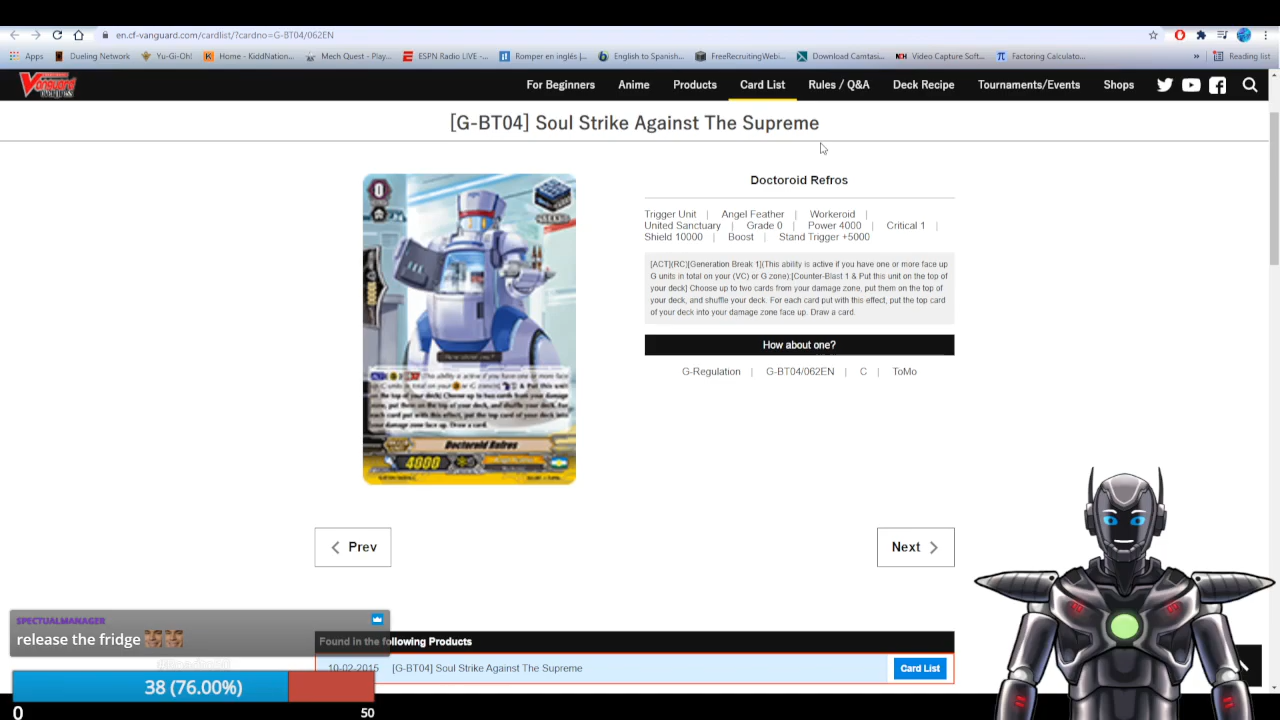 en.cf-vanguard.com/cardlist/?cardno=G-BT04/062EN
Apps Dueling Network Yu-Gi-Oh! Home - KiddNation... Mech Quest - Play... ESPN Radio LIVE -... Romper en inglés |... English to Spanish... FreeRecruitingWebi... Download Camtasi... Video Capture Soft... Factoring Calculato... » Reading list
Vanguard For Beginners Anime Products Card List Rules / Q&A Deck Recipe Tournaments/Events Shops
[G-BT04] Soul Strike Against The Supreme
Doctoroid Refros
Trigger Unit | Angel Feather | Workeroid |
United Sanctuary | Grade 0 | Power 4000 | Critical 1 |
Shield 10000 | Boost | Stand Trigger +5000
[ACT](RC)[Generation Break 1](This ability is active if you have one or more face up
G units in total on your (VC) or G zone):[Counter-Blast 1 & Put this unit on the top of
your deck] Choose up to two cards from your damage zone, put them on the top of
your deck, and shuffle your deck. For each card put with this effect, put the top card
of your deck into your damage zone face up. Draw a card.
How about one?
G-Regulation | G-BT04/062EN | C | ToMo
0
Doctoroid Refros
4000
Prev
Next
SPECTUALMANAGER
release the fridge
Found in the following Products
10-02-2015 [G-BT04] Soul Strike Against The Supreme Card List
38 (76.00%)
0 50